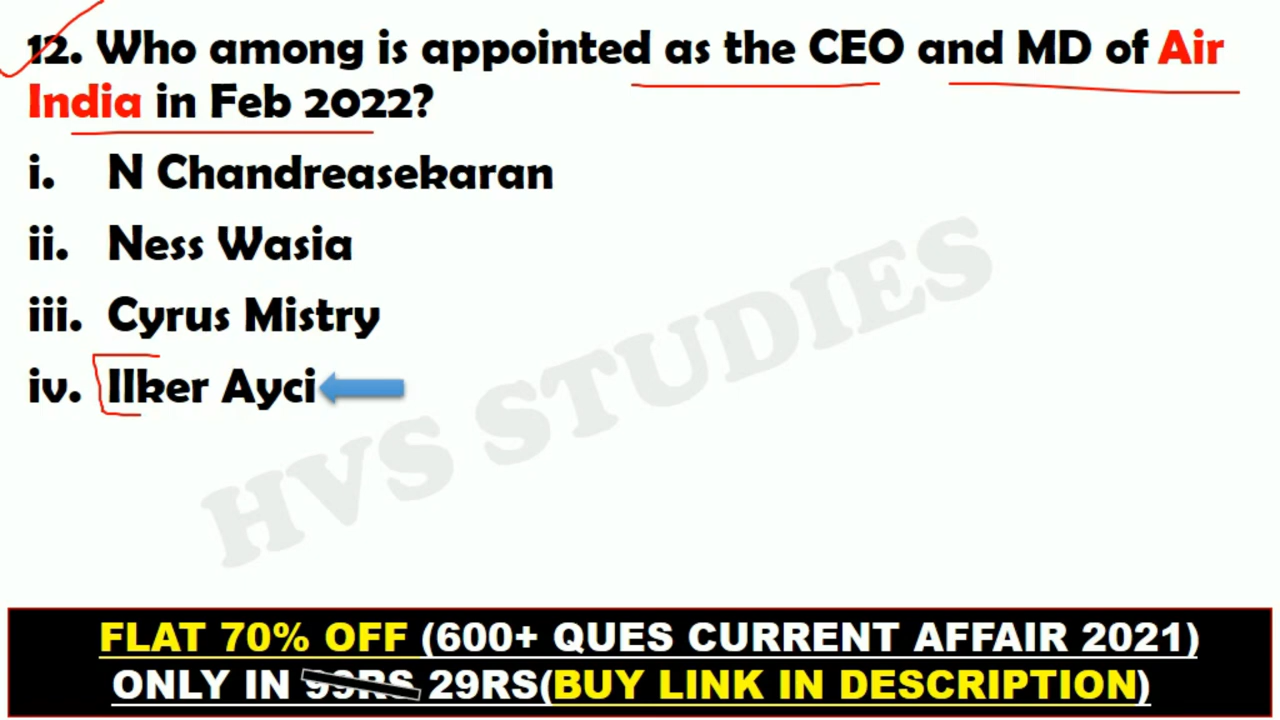 12. Who among is appointed as the CEO and MD of Air
India in Feb 2022?
i. N Chandreasekaran
ii. Ness Wasia
iii. Cyrus Mistry
iv. Ilker Ayci
HVS STUDIES
FLAT 70% OFF (600+ QUES CURRENT AFFAIR 2021)
ONLY IN 99RS 29RS(BUY LINK IN DESCRIPTION)